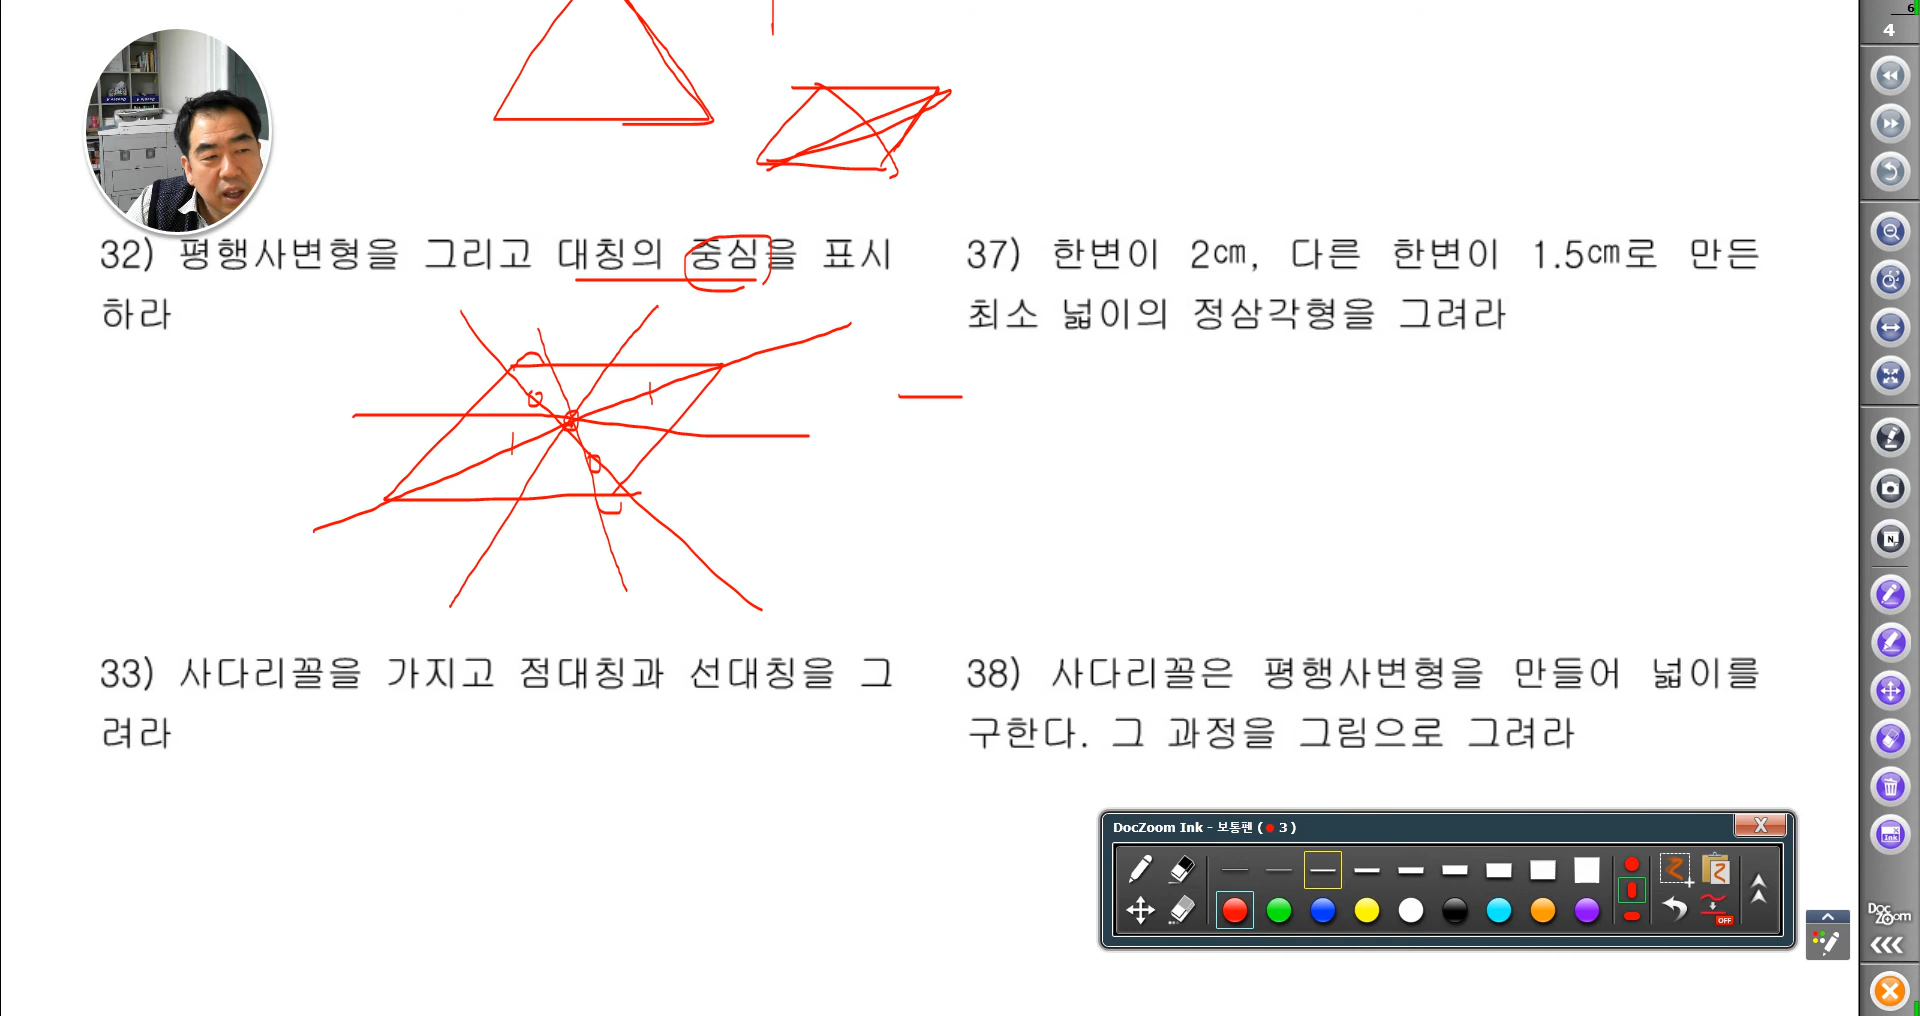 6
4
32) 평행사변형을 그리고 대칭의 중심을 표시
하라
37) 한변이 2㎝, 다른 한변이 1.5㎝로 만든
최소 넓이의 정삼각형을 그려라
33) 사다리꼴을 가지고 점대칭과 선대칭을 그
려라
38) 사다리꼴은 평행사변형을 만들어 넓이를
구한다. 그 과정을 그림으로 그려라
DocZoom Ink - 보통펜 ( 3 )
OFF
N
Ink
Doc
Zoom